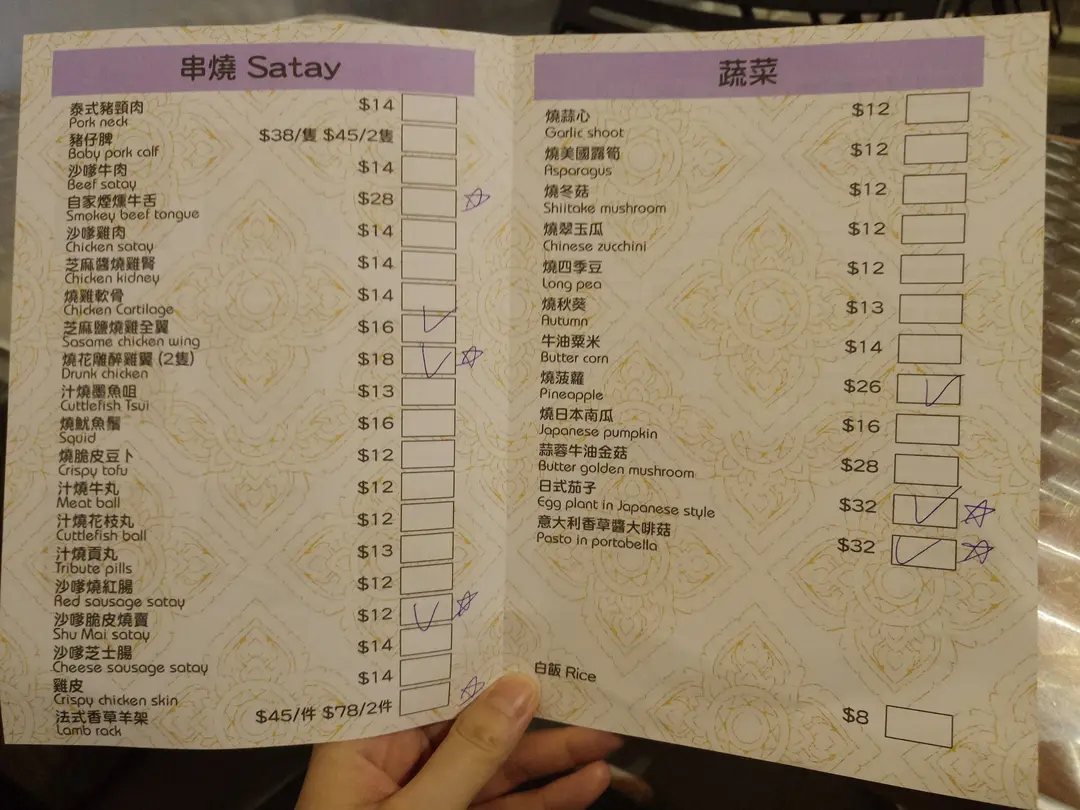 串燒 Satay
泰式豬頸肉 $14
Pork neck
豬仔脾 $38/隻 $45/2隻
Baby pork calf
沙嗲牛肉 $14
Beef satay
自家煙燻牛舌 $28
Smokey beef tongue
沙嗲雞肉 $14
Chicken satay
芝麻醬燒雞腎 $14
Chicken kidney
燒雞軟骨 $14
Chicken Cartilage
芝麻鹽燒雞全翼 $16
Sasame chicken wing
燒花雕醉雞翼 (2隻) $18
Drunk chicken
汁燒墨魚咀 $13
Cuttlefish Tsui
燒魷魚鬚 $16
Squid
燒脆皮豆卜 $12
Crispy tofu
汁燒牛丸 $12
Meat ball
汁燒花枝丸 $12
Cuttlefish ball
汁燒貢丸 $13
Tribute pills
沙嗲燒紅腸 $12
Red sausage satay
沙嗲脆皮燒賣 $12
Shu Mai satay
沙嗲芝士腸 $14
Cheese sausage satay
雞皮 $14
Crispy chicken skin
法式香草羊架 $45/件 $78/2件
Lamb rack
蔬菜
燒蒜心 $12
Garlic shoot
燒美國露筍 $12
Asparagus
燒冬菇 $12
Shiitake mushroom
燒翠玉瓜 $12
Chinese zucchini
燒四季豆 $12
Long pea
燒秋葵 $13
Autumn
牛油粟米 $14
Butter corn
燒菠蘿 $26
Pineapple
燒日本南瓜 $16
Japanese pumpkin
蒜蓉牛油金菇 $28
Butter golden mushroom
日式茄子 $32
Egg plant in Japanese style
意大利香草醬大啡菇 $32
Pasto in portabella
白飯 Rice $8